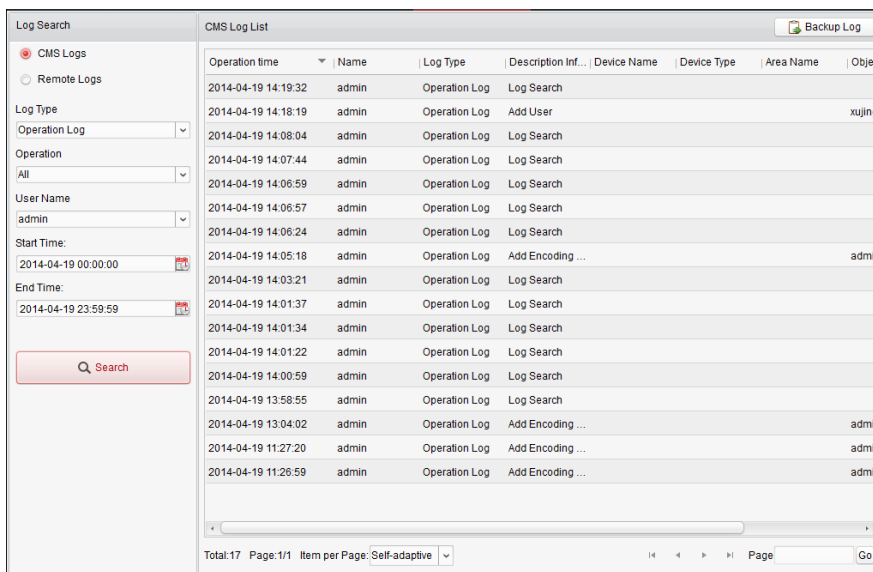 Log Search
CMS Logs
Remote Logs
Log Type
Operation Log
Operation
All
User Name
admin
Start Time:
2014-04-19 00:00:00
End Time:
2014-04-19 23:59:59
Search
CMS Log List
Backup Log
Operation time Name Log Type Description Inf... Device Name Device Type Area Name Obje
2014-04-19 14:19:32 admin Operation Log Log Search
2014-04-19 14:18:19 admin Operation Log Add User xujin
2014-04-19 14:08:04 admin Operation Log Log Search
2014-04-19 14:07:44 admin Operation Log Log Search
2014-04-19 14:06:59 admin Operation Log Log Search
2014-04-19 14:06:57 admin Operation Log Log Search
2014-04-19 14:06:24 admin Operation Log Log Search
2014-04-19 14:05:18 admin Operation Log Add Encoding ... admi
2014-04-19 14:03:21 admin Operation Log Log Search
2014-04-19 14:01:37 admin Operation Log Log Search
2014-04-19 14:01:34 admin Operation Log Log Search
2014-04-19 14:01:22 admin Operation Log Log Search
2014-04-19 14:00:59 admin Operation Log Log Search
2014-04-19 13:58:55 admin Operation Log Log Search
2014-04-19 13:04:02 admin Operation Log Add Encoding ... admi
2014-04-19 11:27:20 admin Operation Log Add Encoding ... admi
2014-04-19 11:26:59 admin Operation Log Add Encoding ... admi
Total:17 Page:1/1 Item per Page: Self-adaptive Page Go